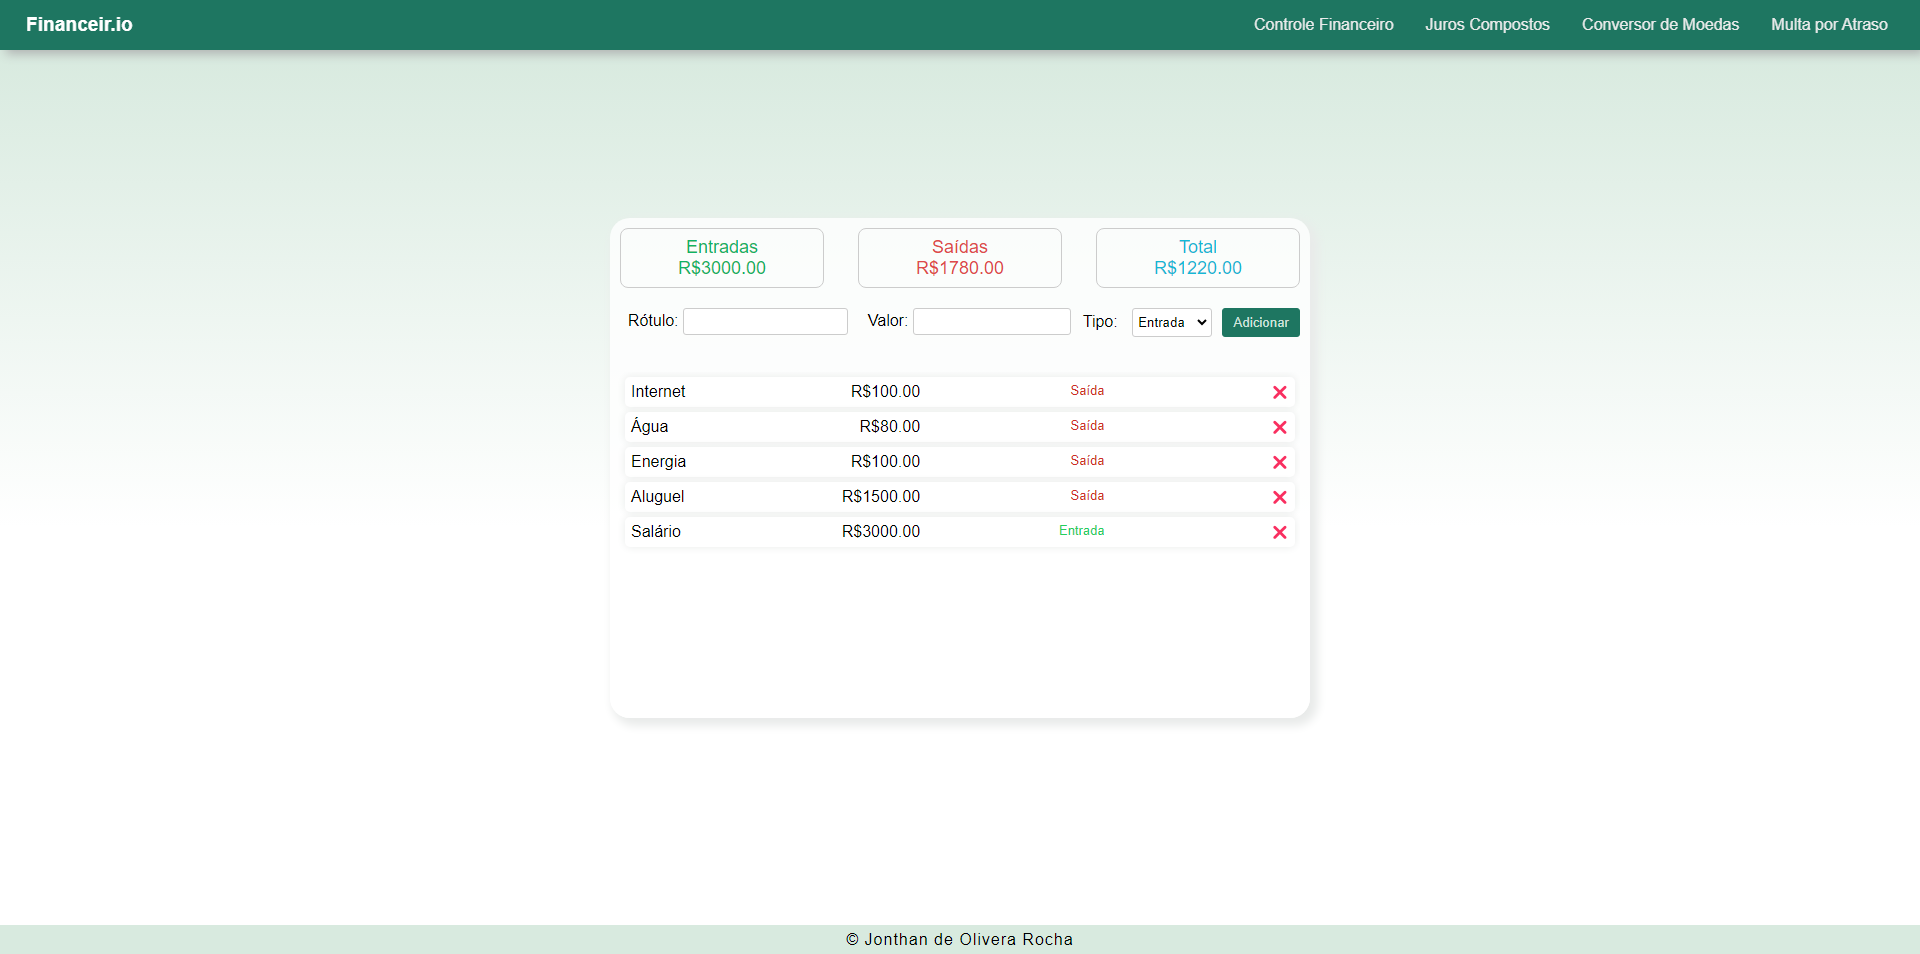 Financeir.io
Controle Financeiro
Juros Compostos
Conversor de Moedas
Multa por Atraso
Entradas
R$3000.00
Saídas
R$1780.00
Total
R$1220.00
Rótulo:
Valor:
Tipo:
Entrada
Adicionar
Internet R$100.00 Saída
Água R$80.00 Saída
Energia R$100.00 Saída
Aluguel R$1500.00 Saída
Salário R$3000.00 Entrada
© Jonthan de Olivera Rocha